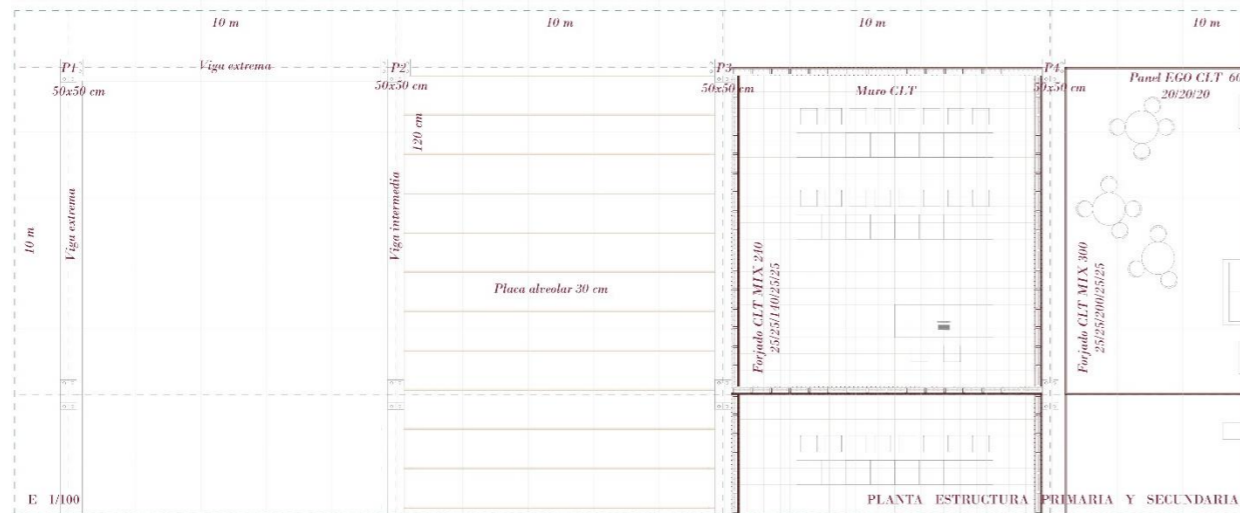 10 m
10 m
10 m
10 m
P1
Viga extrema
P2
P3
P4
50x50 cm
50x50 cm
50x50 cm
50x50 cm
Muro CLT
Panel EGO CLT 60
20/20/20
120 cm
10 m
Viga extrema
Viga intermedia
Placa alveolar 30 cm
Forjado CLT MIX 240
25/25/140/25/25
Forjado CLT MIX 300
25/25/200/25/25
E 1/100
PLANTA ESTRUCTURA PRIMARIA Y SECUNDARIA